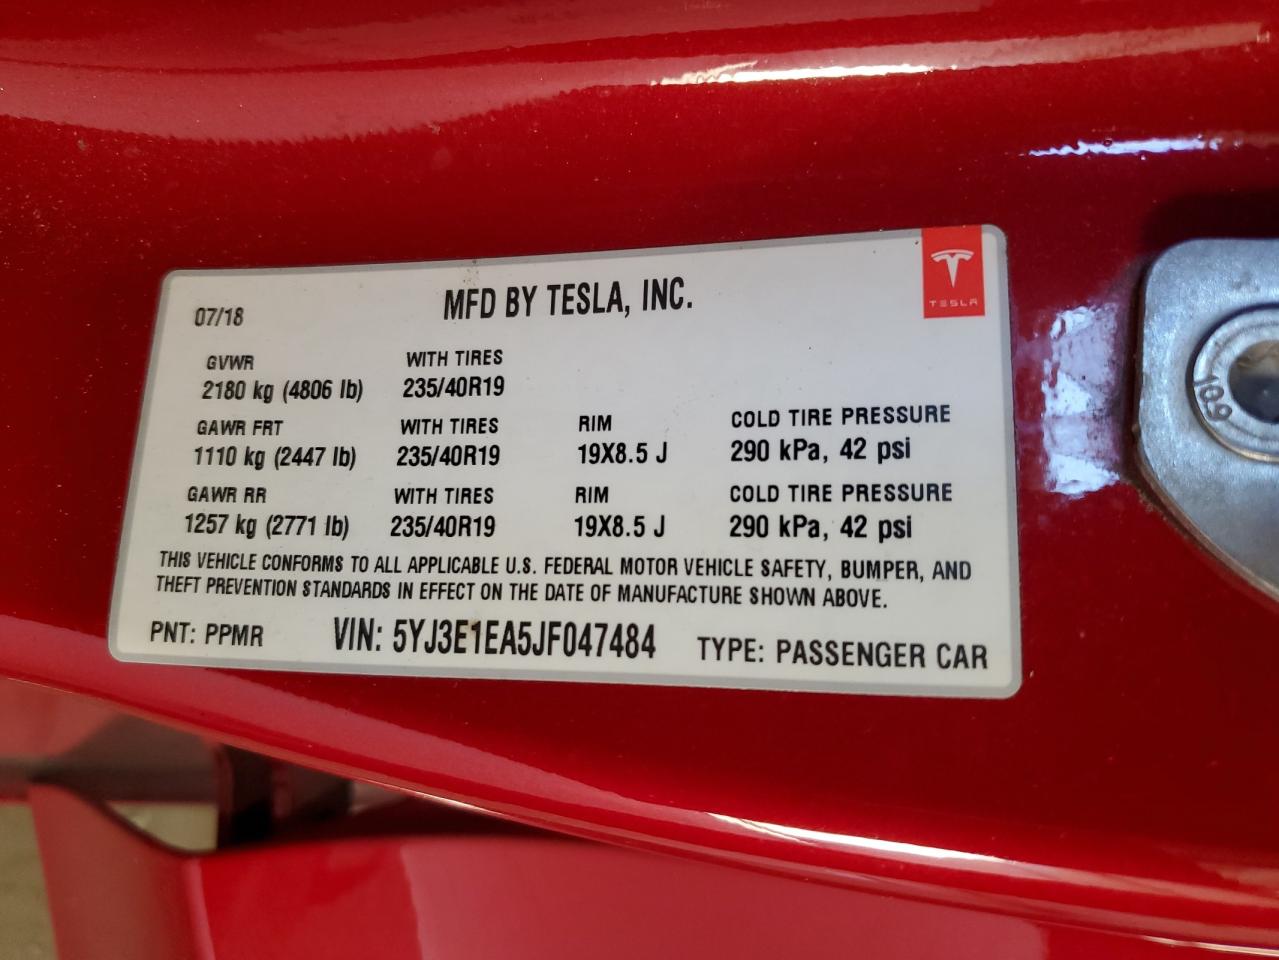 07/18 MFD BY TESLA, INC.
TESLA
GVWR WITH TIRES
2180 kg (4806 lb) 235/40R19
GAWR FRT WITH TIRES RIM COLD TIRE PRESSURE
1110 kg (2447 lb) 235/40R19 19X8.5 J 290 kPa, 42 psi
GAWR RR WITH TIRES RIM COLD TIRE PRESSURE
1257 kg (2771 lb) 235/40R19 19X8.5 J 290 kPa, 42 psi
THIS VEHICLE CONFORMS TO ALL APPLICABLE U.S. FEDERAL MOTOR VEHICLE SAFETY, BUMPER, AND
THEFT PREVENTION STANDARDS IN EFFECT ON THE DATE OF MANUFACTURE SHOWN ABOVE.
PNT: PPMR VIN: 5YJ3E1EA5JF047484 TYPE: PASSENGER CAR
10.9